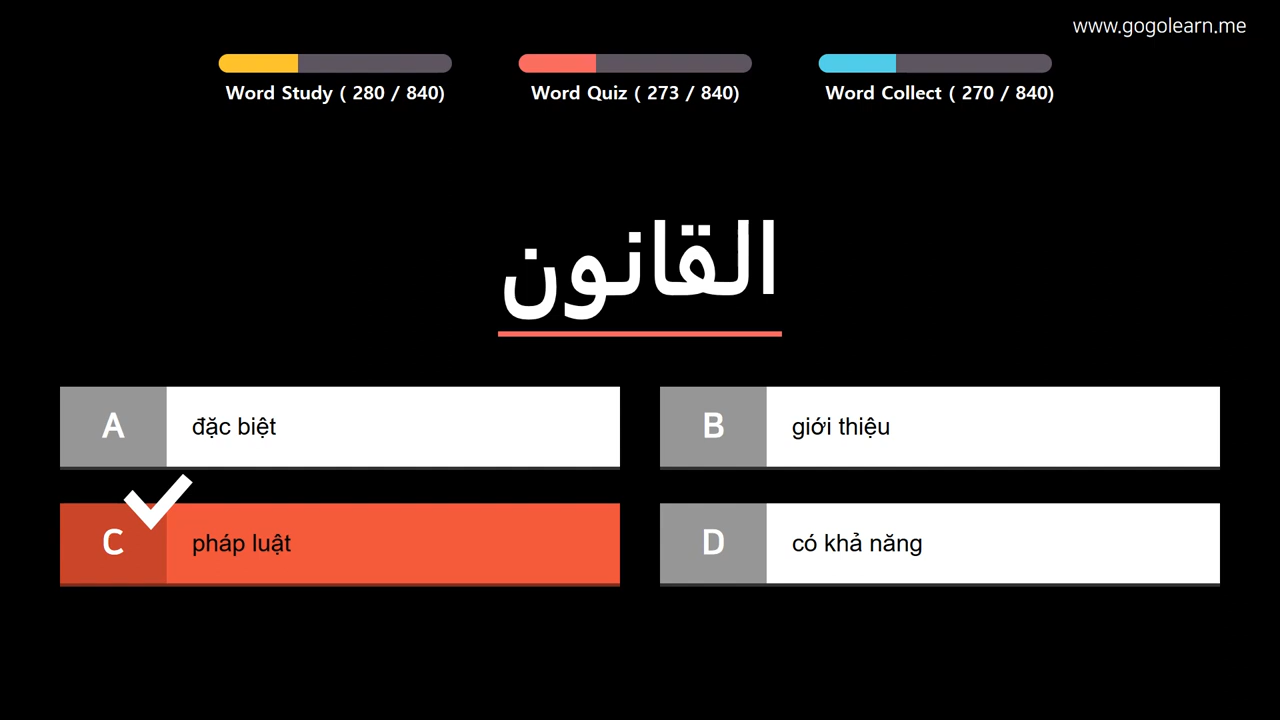 www.gogolearn.me
Word Study ( 280 / 840)
Word Quiz ( 273 / 840)
Word Collect ( 270 / 840)
القانون
A
đặc biệt
B
giới thiệu
C
pháp luật
D
có khả năng